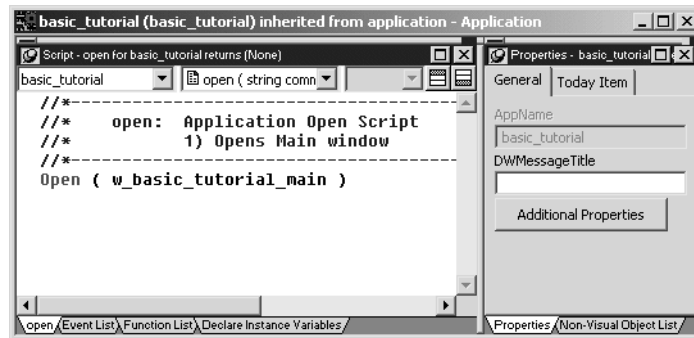 basic_tutorial (basic_tutorial) inherited from application - Application
Script - open for basic_tutorial returns (None)
basic_tutorial
open ( string comn
//*------------------------------------------------
//* open: Application Open Script
//* 1) Opens Main window
//*------------------------------------------------
Open ( w_basic_tutorial_main )
open
Event List
Function List
Declare Instance Variables
Properties - basic_tutorial
General
Today Item
AppName
basic_tutorial
DWMessageTitle
Additional Properties
Properties
Non-Visual Object List